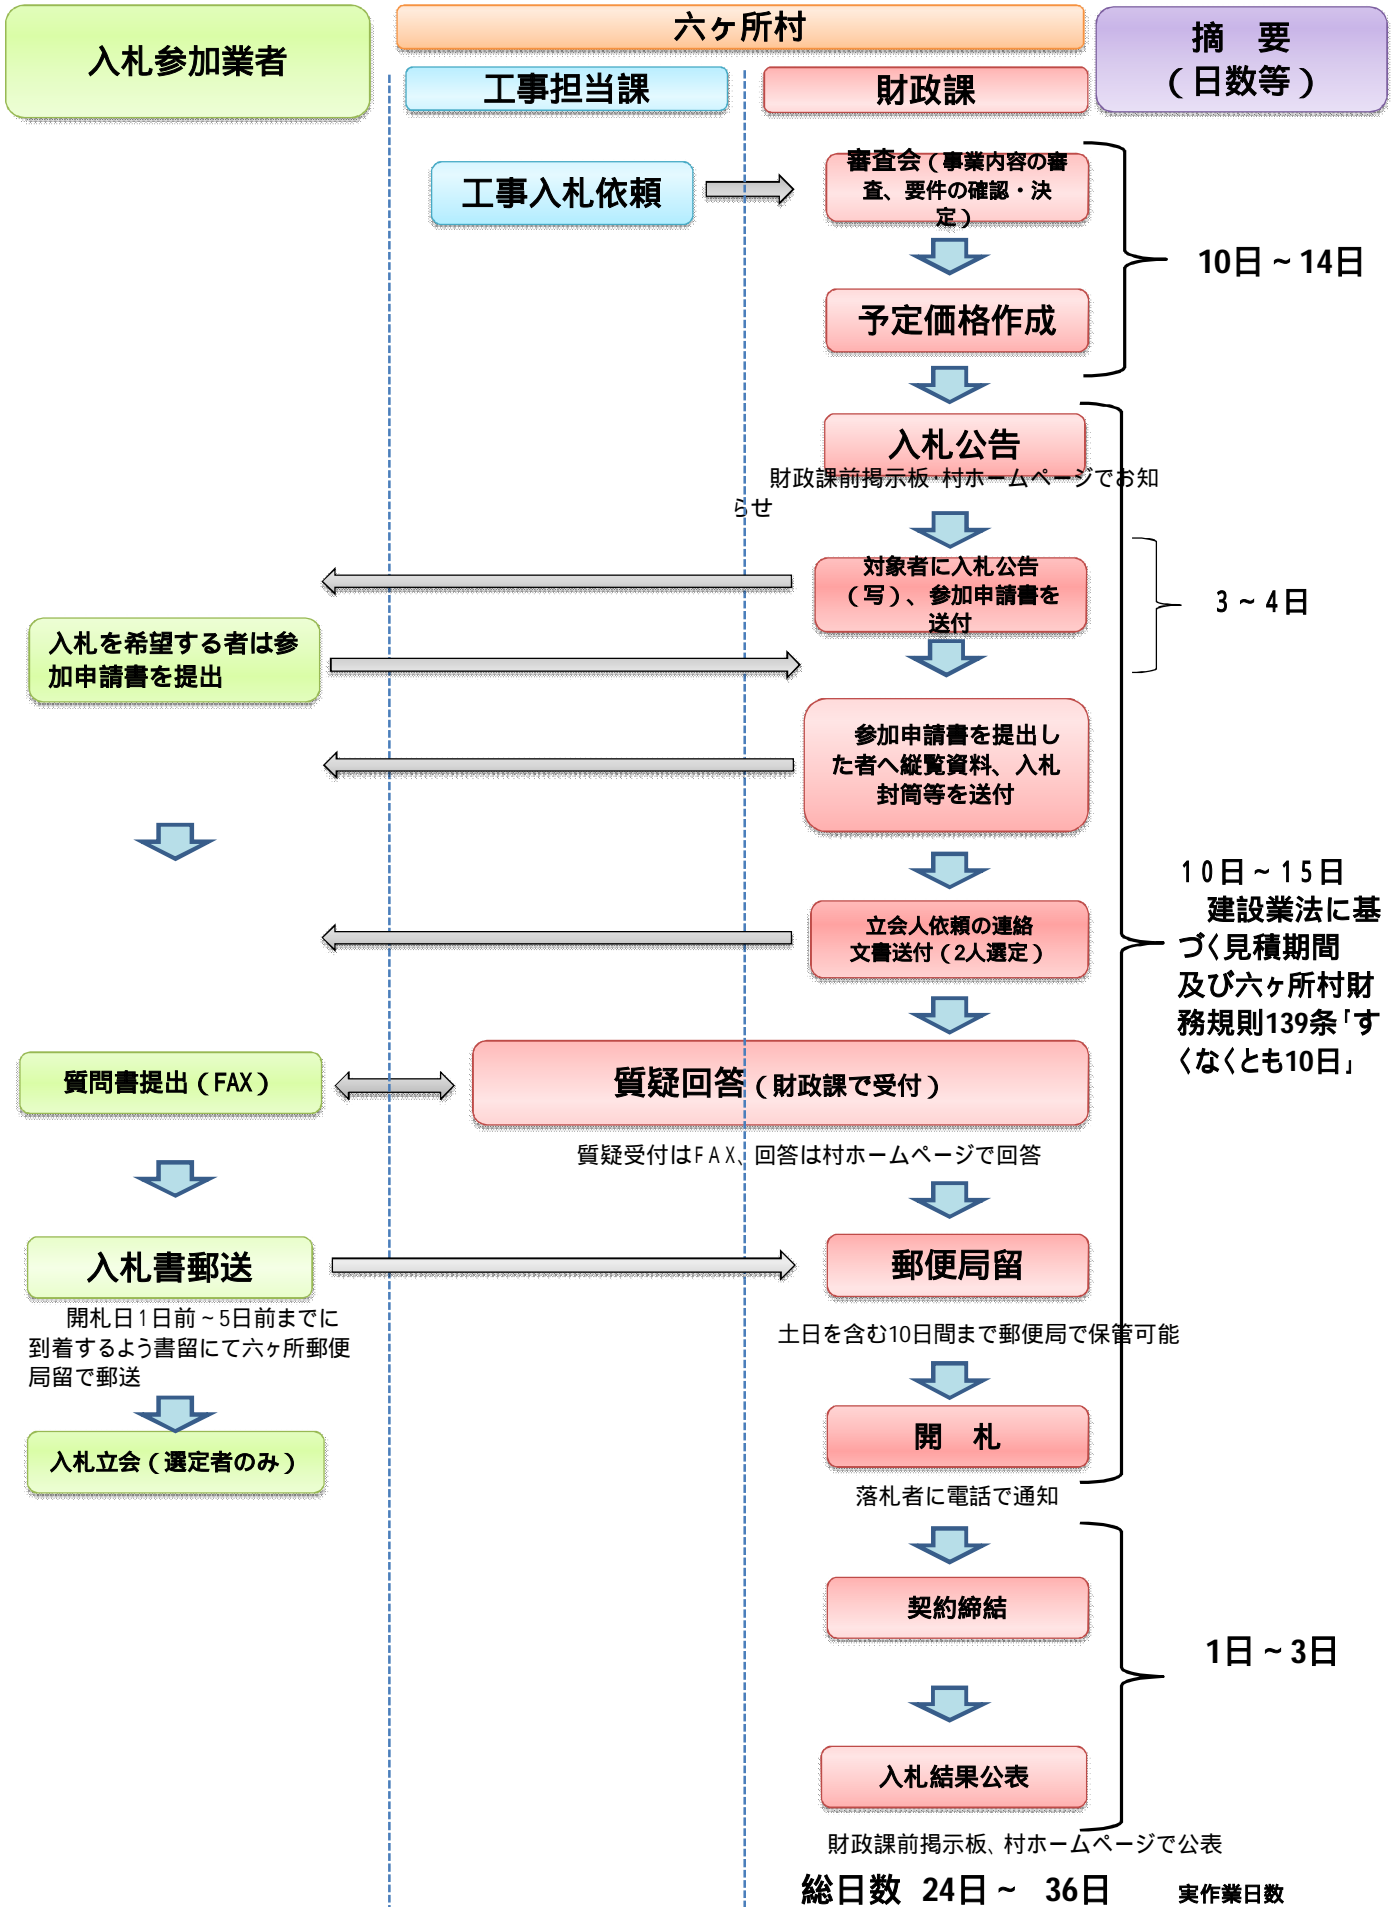 入札参加業者
六ヶ所村
摘　要
（日数等）
工事担当課
財政課
工事入札依頼
審査会（事業内容の審
査、要件の確認・決
定）
10日～14日
予定価格作成
入札公告
財政課前掲示板 村ホームページでお知
らせ
対象者に入札公告
（写）、参加申請書を
送付
3～4日
入札を希望する者は参
加申請書を提出
参加申請書を提出し
た者へ縦覧資料、入札
封筒等を送付
立会人依頼の連絡
文書送付（2人選定）
10日～15日
建設業法に基
づく見積期間
及び六ヶ所村財
務規則139条「す
くなくとも10日」
質問書提出（FAX）
質疑回答（財政課で受付）
質疑受付はFAX、回答は村ホームページで回答
入札書郵送
開札日1日前～5日前までに
到着するよう書留にて六ヶ所郵便
局留で郵送
郵便局留
土日を含む10日間まで郵便局で保管可能
入札立会（選定者のみ）
開　札
落札者に電話で通知
契約締結
1日～3日
入札結果公表
財政課前掲示板、村ホームページで公表
総日数 24日～ 36日 実作業日数